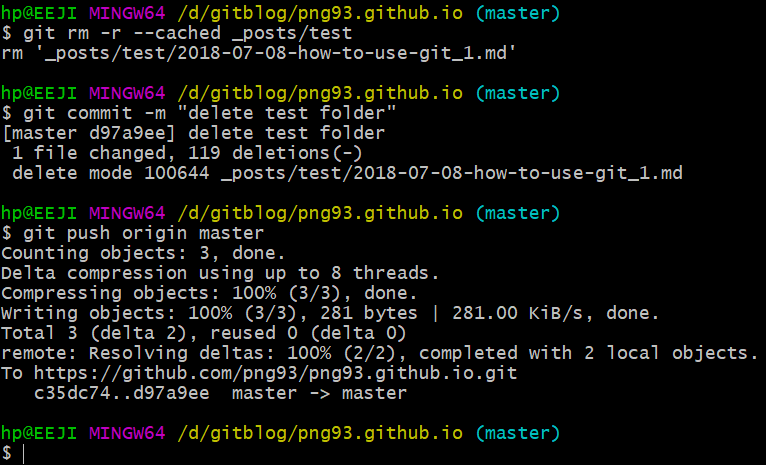 hp@EEJI MINGW64 /d/gitblog/png93.github.io (master)
$ git rm -r --cached _posts/test
rm '_posts/test/2018-07-08-how-to-use-git_1.md'
hp@EEJI MINGW64 /d/gitblog/png93.github.io (master)
$ git commit -m "delete test folder"
[master d97a9ee] delete test folder
 1 file changed, 119 deletions(-)
 delete mode 100644 _posts/test/2018-07-08-how-to-use-git_1.md
hp@EEJI MINGW64 /d/gitblog/png93.github.io (master)
$ git push origin master
Counting objects: 3, done.
Delta compression using up to 8 threads.
Compressing objects: 100% (3/3), done.
Writing objects: 100% (3/3), 281 bytes | 281.00 KiB/s, done.
Total 3 (delta 2), reused 0 (delta 0)
remote: Resolving deltas: 100% (2/2), completed with 2 local objects.
To https://github.com/png93/png93.github.io.git
   c35dc74..d97a9ee  master -> master
hp@EEJI MINGW64 /d/gitblog/png93.github.io (master)
$